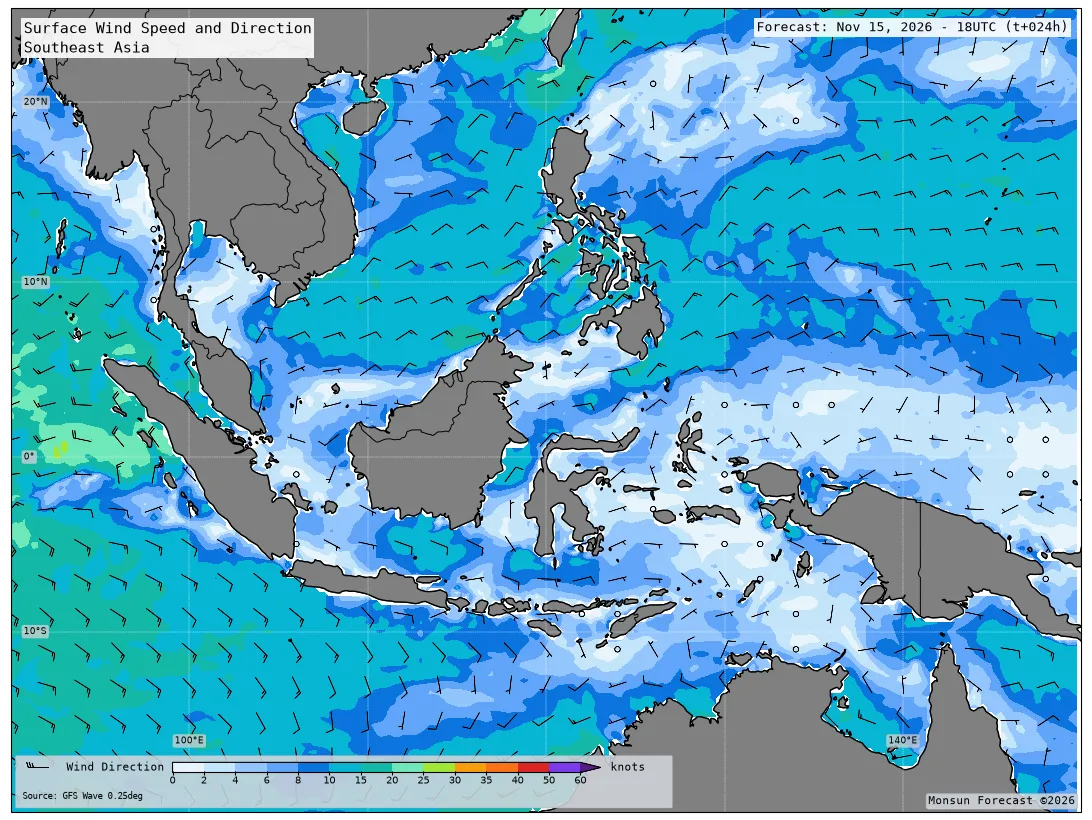 Surface Wind Speed and Direction
Southeast Asia
Forecast: Nov 15, 2026 - 18UTC (t+024h)
20°N
10°N
0°
10°S
100°E
140°E
Wind Direction
0 2 4 6 8 10 15 20 25 30 35 40 50 60
knots
Source: GFS Wave 0.25deg
Monsun Forecast ©2026